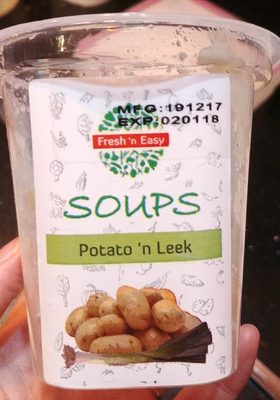 MFG:191217
EXP:020118
Fresh 'n Easy
SOUPS
Potato 'n Leek